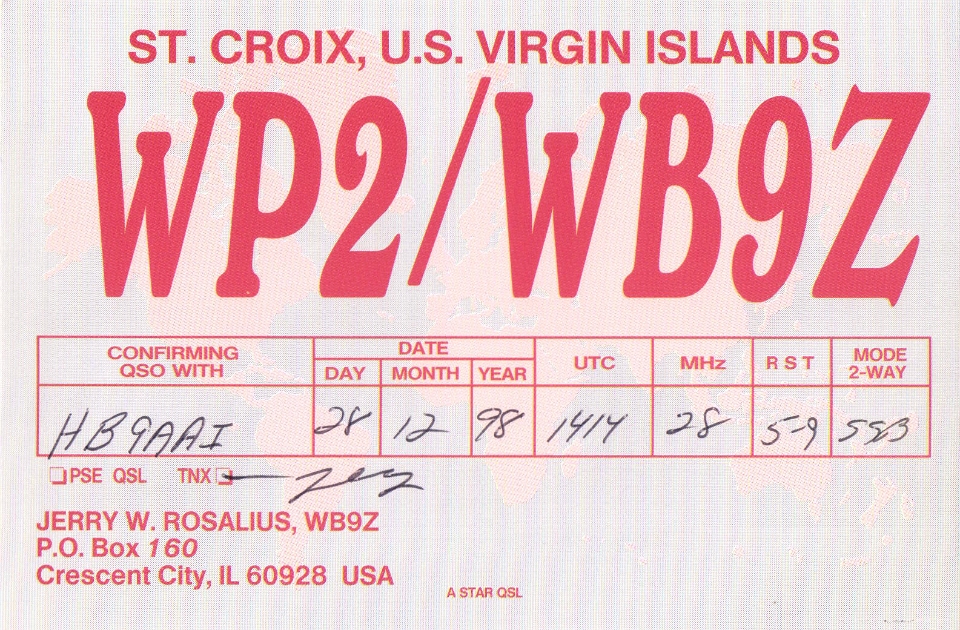 ST. CROIX, U.S. VIRGIN ISLANDS
WP2/WB9Z
CONFIRMING QSO WITH DATE UTC MHz RST MODE 2-WAY
DAY MONTH YEAR
HB9AAI 28 12 98 1414 28 59 SSB
PSE QSL TNX
JERRY W. ROSALIUS, WB9Z
P.O. Box 160
Crescent City, IL 60928 USA
A STAR QSL